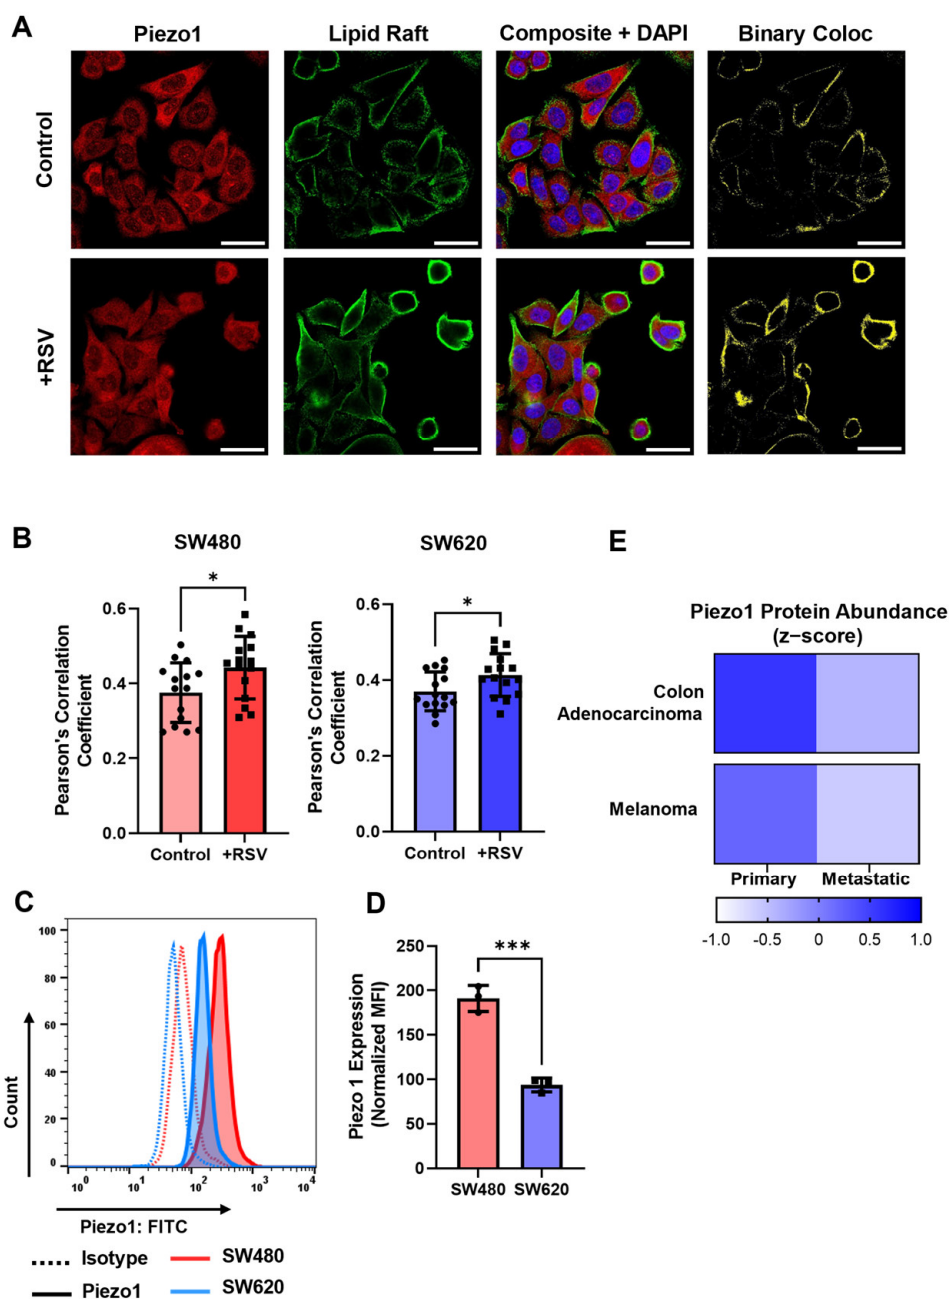 A
Piezo1
Lipid Raft
Composite + DAPI
Binary Coloc
Control
+RSV
B
SW480
*
Pearson's Correlation
Coefficient
0.6
0.4
0.2
0.0
Control
+RSV
SW620
*
Pearson's Correlation
Coefficient
0.6
0.4
0.2
0.0
Control
+RSV
E
Piezo1 Protein Abundance
(z-score)
Colon
Adenocarcinoma
Melanoma
Primary
Metastatic
-1.0
-0.5
0
0.5
1.0
C
Count
100
80
60
40
20
0
10^0
10^1
10^2
10^3
10^4
Piezo1: FITC
Isotype
SW480
Piezo1
SW620
D
Piezo 1 Expression
(Normalized MFI)
250
200
150
100
50
0
***
SW480
SW620